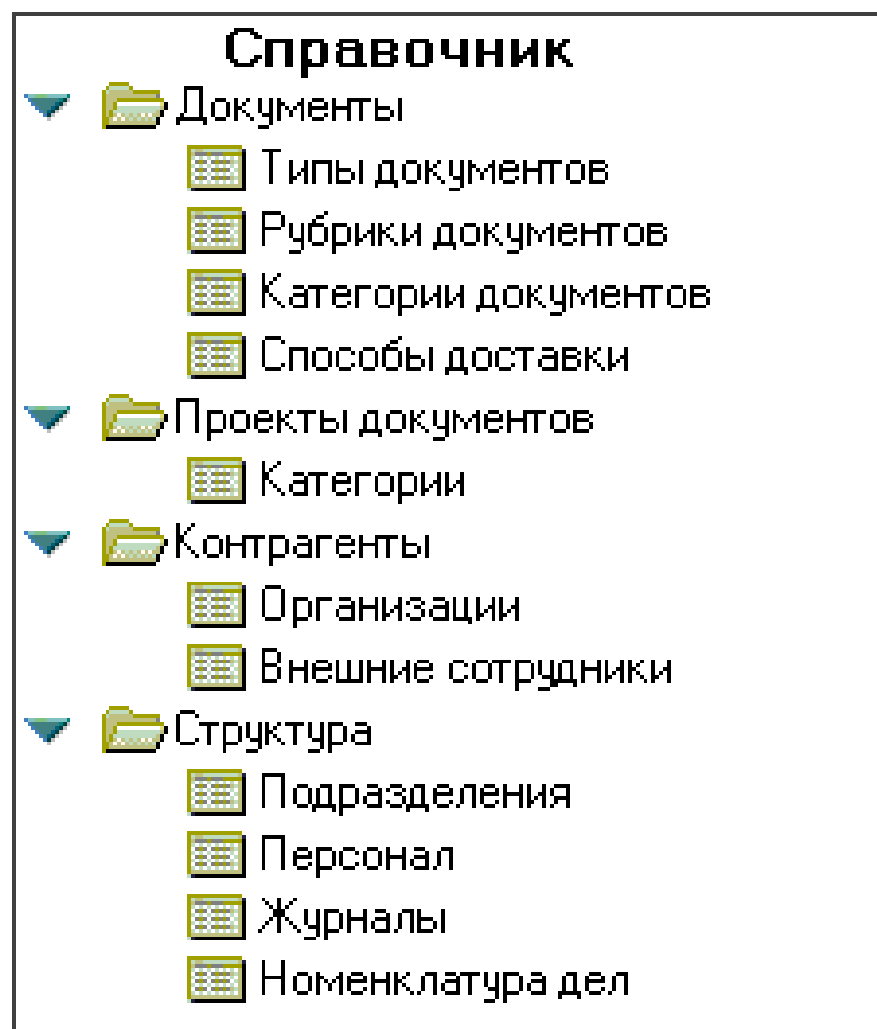 Справочник
Документы
Типы документов
Рубрики документов
Категории документов
Способы доставки
Проекты документов
Категории
Контрагенты
Организации
Внешние сотрудники
Структура
Подразделения
Персонал
Журналы
Номенклатура дел